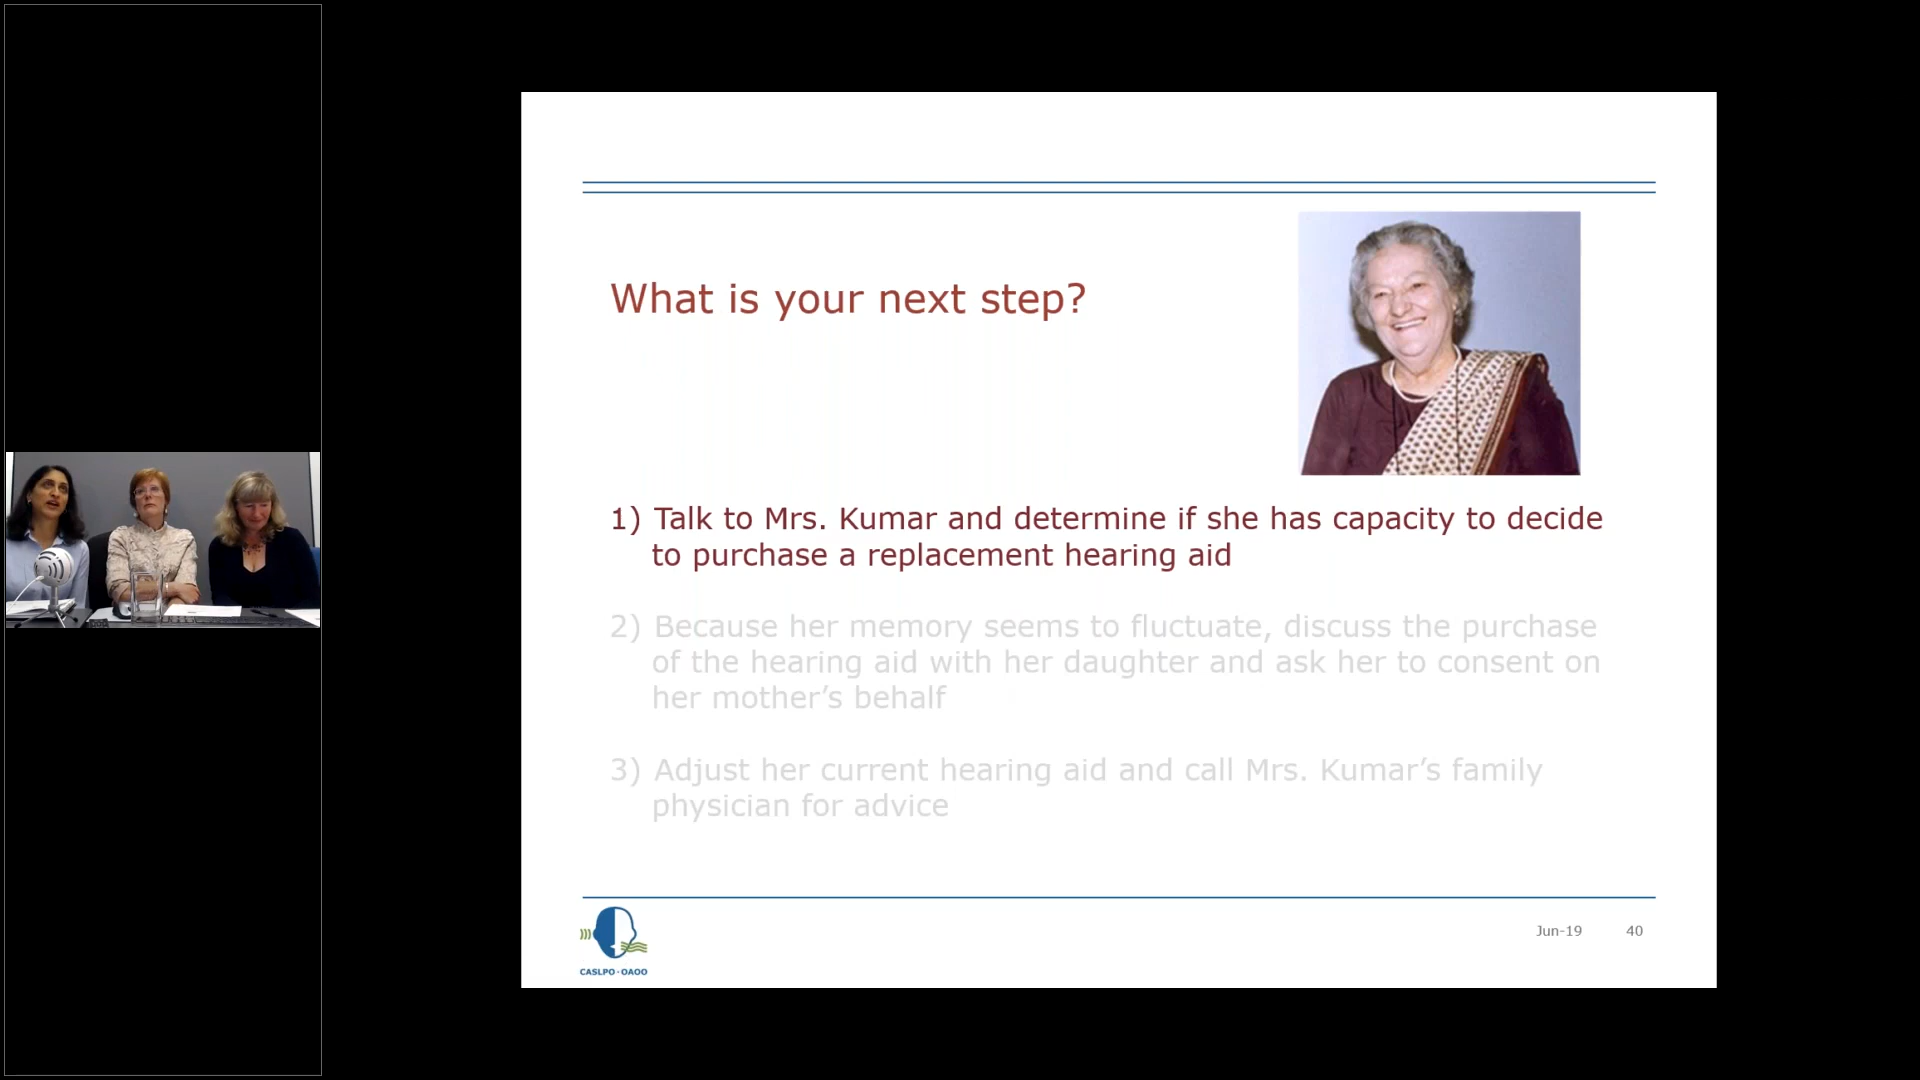 What is your next step?
1) Talk to Mrs. Kumar and determine if she has capacity to decide
to purchase a replacement hearing aid
2) Because her memory seems to fluctuate, discuss the purchase
of the hearing aid with her daughter and ask her to consent on
her mother’s behalf
3) Adjust her current hearing aid and call Mrs. Kumar’s family
physician for advice
CASLPO·OAOO
Jun-19 40